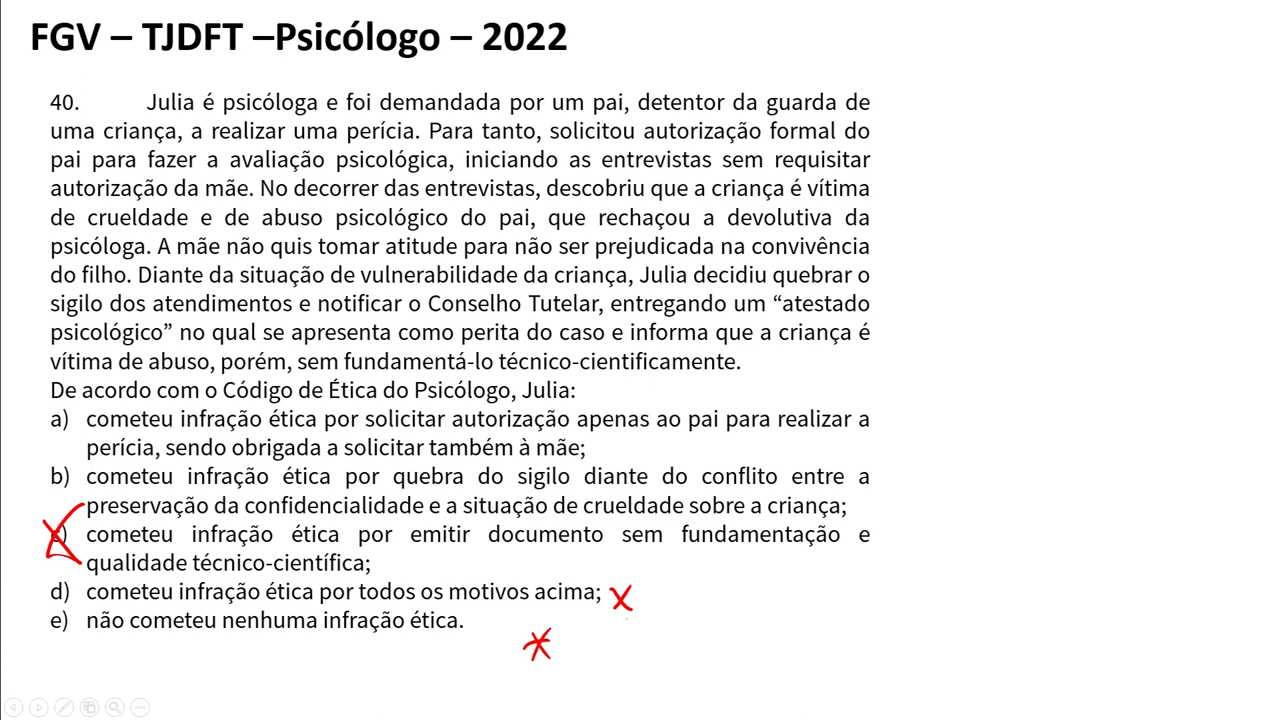 FGV – TJDFT –Psicólogo – 2022
40. Julia é psicóloga e foi demandada por um pai, detentor da guarda de
uma criança, a realizar uma perícia. Para tanto, solicitou autorização formal do
pai para fazer a avaliação psicológica, iniciando as entrevistas sem requisitar
autorização da mãe. No decorrer das entrevistas, descobriu que a criança é vítima
de crueldade e de abuso psicológico do pai, que rechaçou a devolutiva da
psicóloga. A mãe não quis tomar atitude para não ser prejudicada na convivência
do filho. Diante da situação de vulnerabilidade da criança, Julia decidiu quebrar o
sigilo dos atendimentos e notificar o Conselho Tutelar, entregando um “atestado
psicológico” no qual se apresenta como perita do caso e informa que a criança é
vítima de abuso, porém, sem fundamentá-lo técnico-cientificamente.
De acordo com o Código de Ética do Psicólogo, Julia:
a) cometeu infração ética por solicitar autorização apenas ao pai para realizar a
perícia, sendo obrigada a solicitar também à mãe;
b) cometeu infração ética por quebra do sigilo diante do conflito entre a
preservação da confidencialidade e a situação de crueldade sobre a criança;
c) cometeu infração ética por emitir documento sem fundamentação e
qualidade técnico-científica;
d) cometeu infração ética por todos os motivos acima;
e) não cometeu nenhuma infração ética.